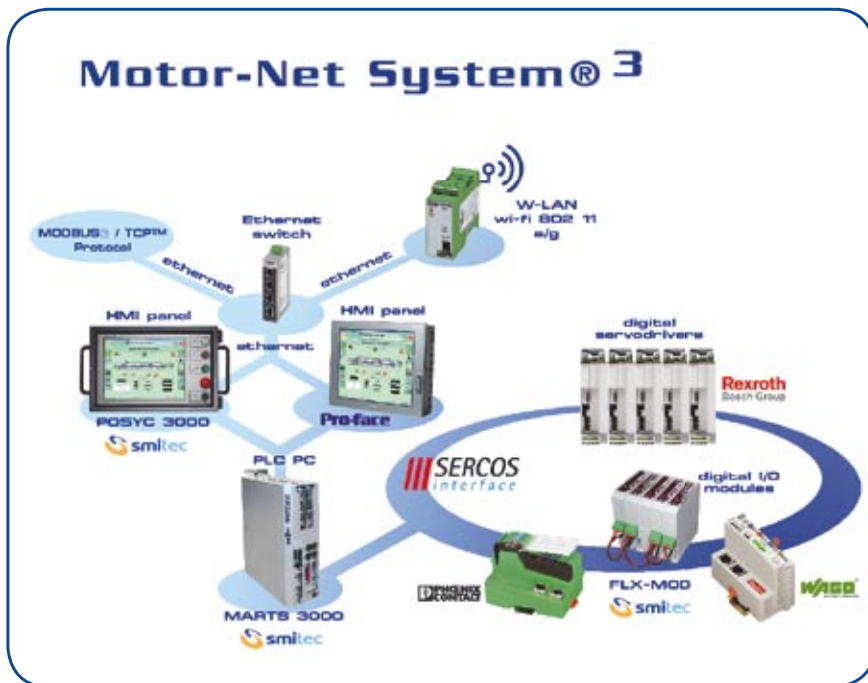 Motor-Net System® 3
W-LAN
wi-fi 802 11
a/g
Ethernet
switch
MODBUS® / TCP™
Protocol
ethernet
ethernet
HMI panel
HMI panel
ethernet
digital
servodrivers
Rexroth
Bosch Group
POSYC 3000
smitec
Pro-face
PLC PC
SERCOS
interface
digital I/O
modules
MARTS 3000
smitec
PHOENIX
CONTACT
FLX-MOD
smitec
WAGO